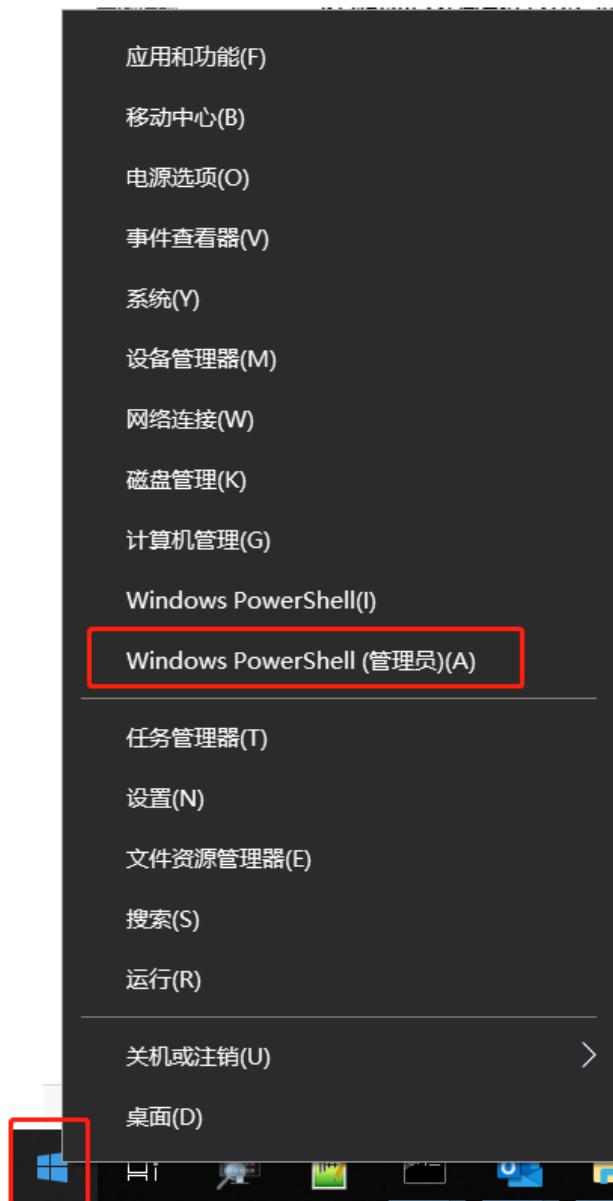 应用和功能(F)
移动中心(B)
电源选项(O)
事件查看器(V)
系统(Y)
设备管理器(M)
网络连接(W)
磁盘管理(K)
计算机管理(G)
Windows PowerShell(I)
Windows PowerShell (管理员)(A)
任务管理器(T)
设置(N)
文件资源管理器(E)
搜索(S)
运行(R)
关机或注销(U)
桌面(D)